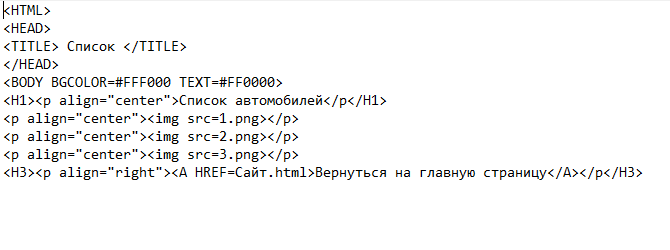 <HTML>
<HEAD>
<TITLE> Список </TITLE>
</HEAD>
<BODY BGCOLOR=#FFF000 TEXT=#FF0000>
<H1><p align="center">Список автомобилей</p</H1>
<p align="center"><img src=1.png></p>
<p align="center"><img src=2.png></p>
<p align="center"><img src=3.png></p>
<H3><p align="right"><A HREF=Сайт.html>Вернуться на главную страницу</A></p</H3>